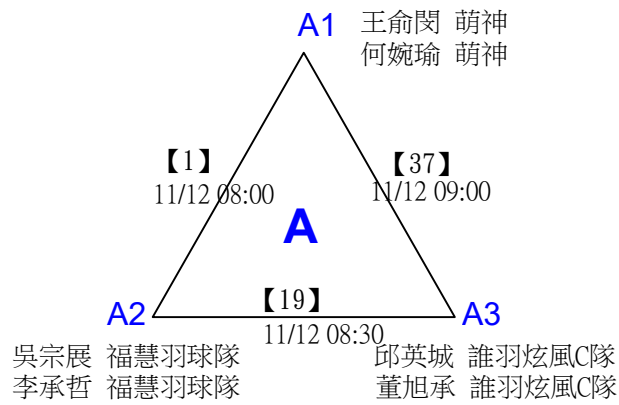 A1 王俞閔 萌神
何婉瑜 萌神
【1】
11/12 08:00
【37】
11/12 09:00
A
【19】
11/12 08:30
A2
A3
吳宗展 福慧羽球隊
李承哲 福慧羽球隊
邱英城 誰羽炫風C隊
董旭承 誰羽炫風C隊